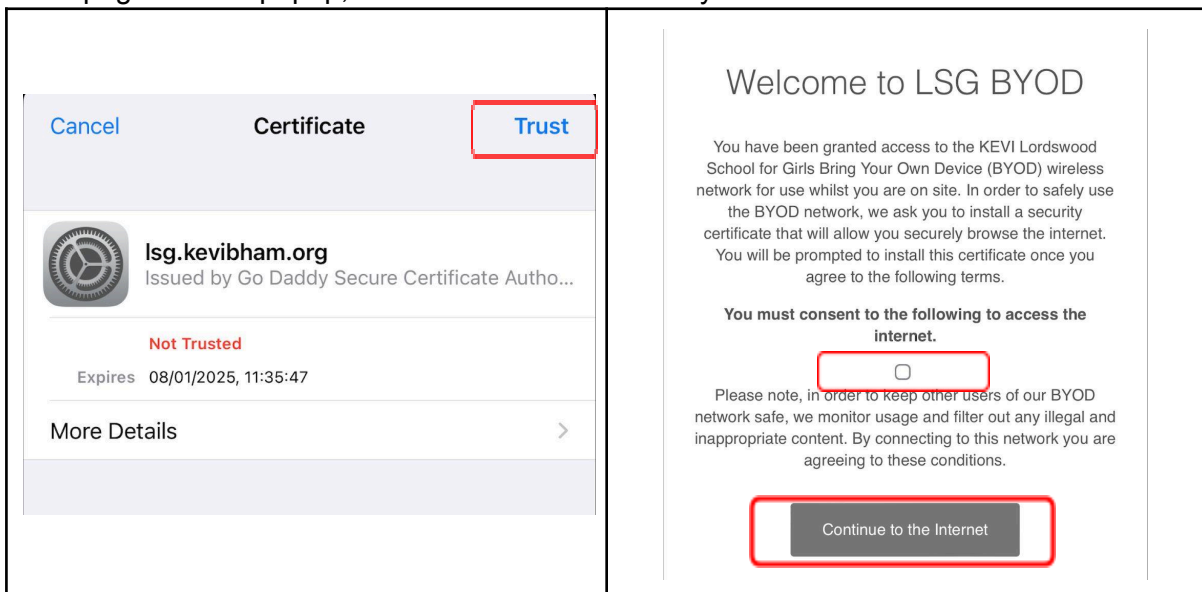 Cancel Certificate Trust
lsg.kevibham.org
Issued by Go Daddy Secure Certificate Autho...
Not Trusted
Expires 08/01/2025, 11:35:47
More Details
Welcome to LSG BYOD
You have been granted access to the KEVI Lordswood
School for Girls Bring Your Own Device (BYOD) wireless
network for use whilst you are on site. In order to safely use
the BYOD network, we ask you to install a security
certificate that will allow you securely browse the internet.
You will be prompted to install this certificate once you
agree to the following terms.
You must consent to the following to access the
internet.
Please note, in order to keep other users of our BYOD
network safe, we monitor usage and filter out any illegal and
inappropriate content. By connecting to this network you are
agreeing to these conditions.
Continue to the Internet